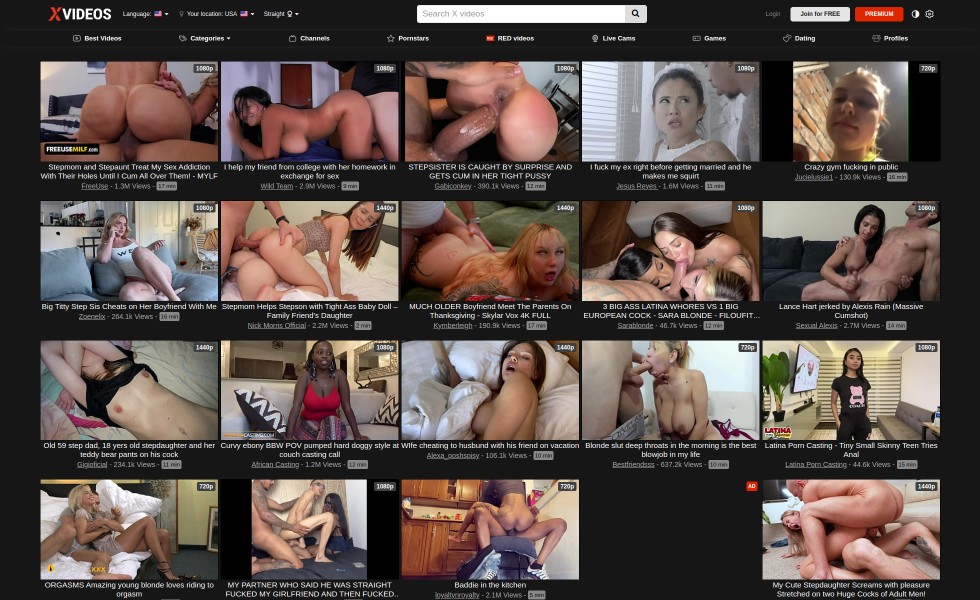 XVIDEOS
Language:
Your location: USA
Straight
Search X videos
Login
Join for FREE
PREMIUM
Best Videos
Categories
Channels
Pornstars
RED videos
Live Cams
Games
Dating
Profiles
1080p
FREEUSEMILF.com
Stepmom and Stepaunt Treat My Sex Addiction
With Their Holes Until I Cum All Over Them! - MYLF
FreeUse - 1.3M Views - 17 min
1080p
I help my friend from college with her homework in
exchange for sex
Wild Team - 2.9M Views - 9 min
1080p
STEPSISTER IS CAUGHT BY SURPRISE AND
GETS CUM IN HER TIGHT PUSSY
Gabiconkey - 390.1k Views - 12 min
1080p
I fuck my ex right before getting married and he
makes me squirt
Jesus Reyes - 1.6M Views - 11 min
720p
Crazy gym fucking in public
Jucielussie1 - 130.9k Views - 16 min
1080p
Big Titty Step Sis Cheats on Her Boyfriend With Me
Zoenelix - 264.1k Views - 16 min
1440p
Stepmom Helps Stepson with Tight Ass Baby Doll –
Family Friend's Daughter
Nick Morris Official - 2.2M Views - 2 min
1440p
MUCH OLDER Boyfriend Meet The Parents On
Thanksgiving - Skylar Vox 4K FULL
Kymberleigh - 190.9k Views - 17 min
1080p
3 BIG ASS LATINA WHORES VS 1 BIG
EUROPEAN COCK - SARA BLONDE - FILOUFIT...
Sarablonde - 46.7k Views - 12 min
1080p
Lance Hart jerked by Alexis Rain (Massive
Cumshot)
Sexual Alexis - 2.7M Views - 14 min
1440p
Old 59 step dad, 18 yers old stepdaughter and her
teddy bear pants on his cock
Gigioficial - 234.1k Views - 11 min
1080p
CASTING.COM
Curvy ebony BBW POV pumped hard doggy style at
couch casting call
African Casting - 1.2M Views - 12 min
1440p
Wife cheating to husbund with his friend on vacation
Alexa_poshspisy - 106.1k Views - 10 min
720p
Blonde slut deep throats in the morning is the best
blowjob in my life
Bestfriendsss - 637.2k Views - 10 min
1080p
LATINA
Latina Porn Casting - Tiny Small Skinny Teen Tries
Anal
Latina Porn Casting - 44.6k Views - 15 min
720p
XXX
ORGASMS Amazing young blonde loves riding to
orgasm
1080p
MY PARTNER WHO SAID HE WAS STRAIGHT
FUCKED MY GIRLFRIEND AND THEN FUCKED..
720p
Baddie in the kitchen
loyaltynroyalty - 2.1M Views - 5 min
AD
1440p
My Cute Stepdaughter Screams with pleasure
Stretched on two Huge Cocks of Adult Men!